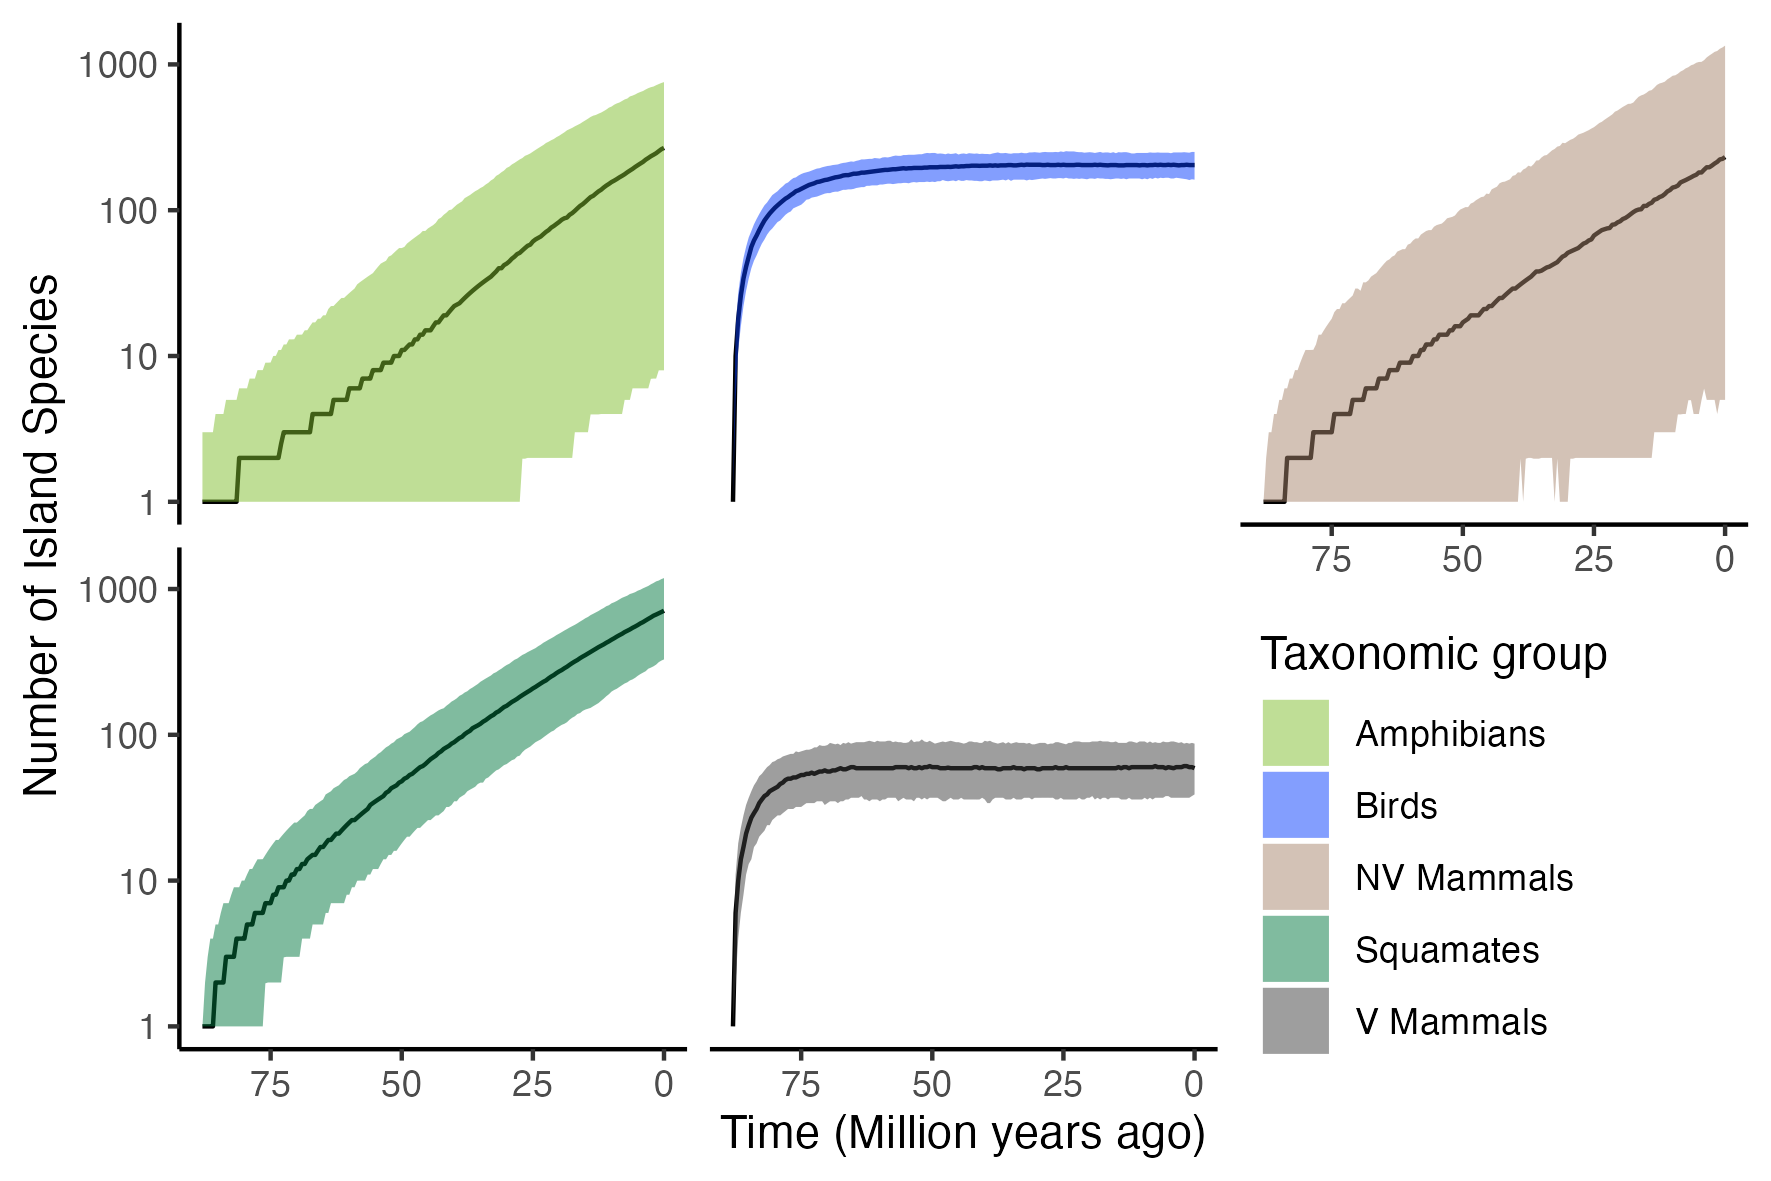 Number of Island Species
1000
100
10
1
75 50 25 0
1000
100
10
1
75 50 25 0
75 50 25 0
Time (Million years ago)
Taxonomic group
Amphibians
Birds
NV Mammals
Squamates
V Mammals